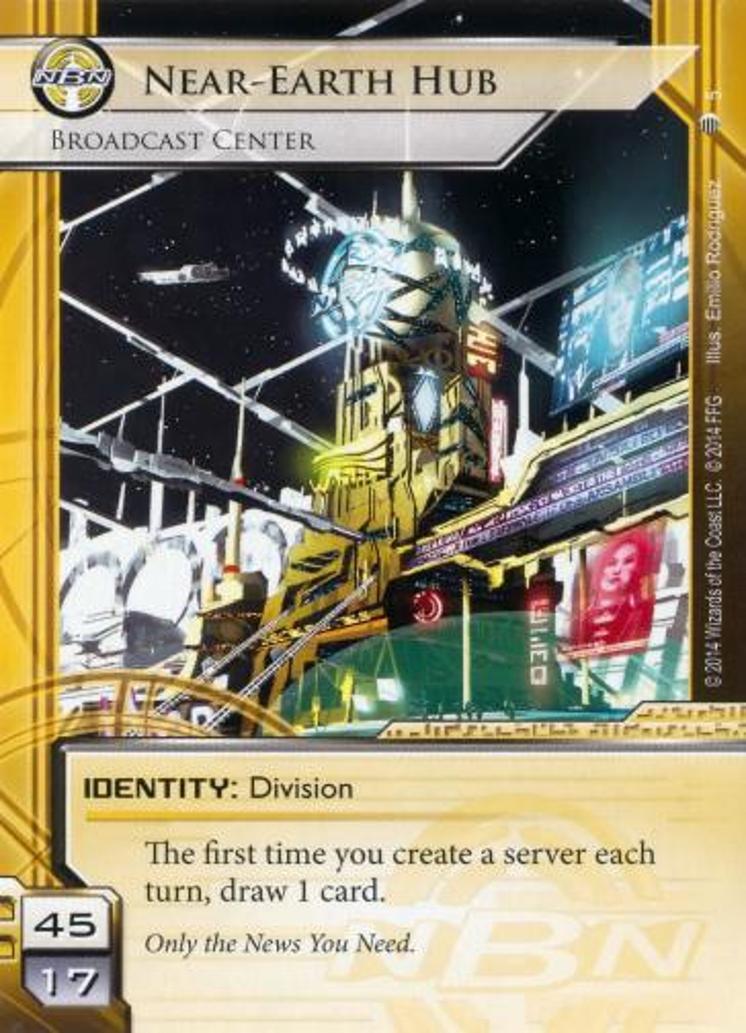 NBN
NEAR-EARTH HUB
BROADCAST CENTER
5
Illus. Emilio Rodriguez
© 2014 Wizards of the Coast LLC. © 2014 FFG
IDENTITY: Division
The first time you create a server each
turn, draw 1 card.
Only the News You Need.
45
17
NBN